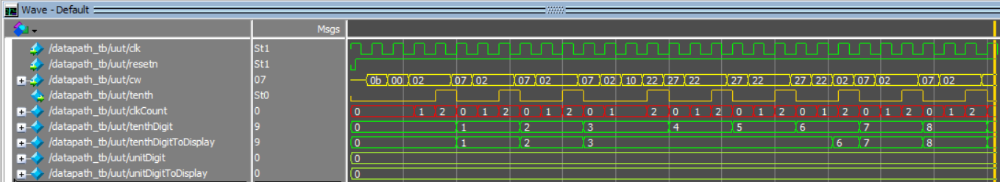 Wave - Default
Msgs
/datapath_tb/uut/clk St1
/datapath_tb/uut/resetn St1
/datapath_tb/uut/cw 07 0b 00 02 07 02 07 02 07 02 10 22 27 22 27 22 27 22 02 07 02 07 02
/datapath_tb/uut/tenth St0
/datapath_tb/uut/clkCount 0 0 1 2 0 1 2 0 1 2 0 1 2 0 1 2 0 1 2 0 1 2 0 1 2 0 1 2
/datapath_tb/uut/tenthDigit 9 0 1 2 3 4 5 6 7 8
/datapath_tb/uut/tenthDigitToDisplay 9 0 1 2 3 6 7 8
/datapath_tb/uut/unitDigit 0 0
/datapath_tb/uut/unitDigitToDisplay 0 0